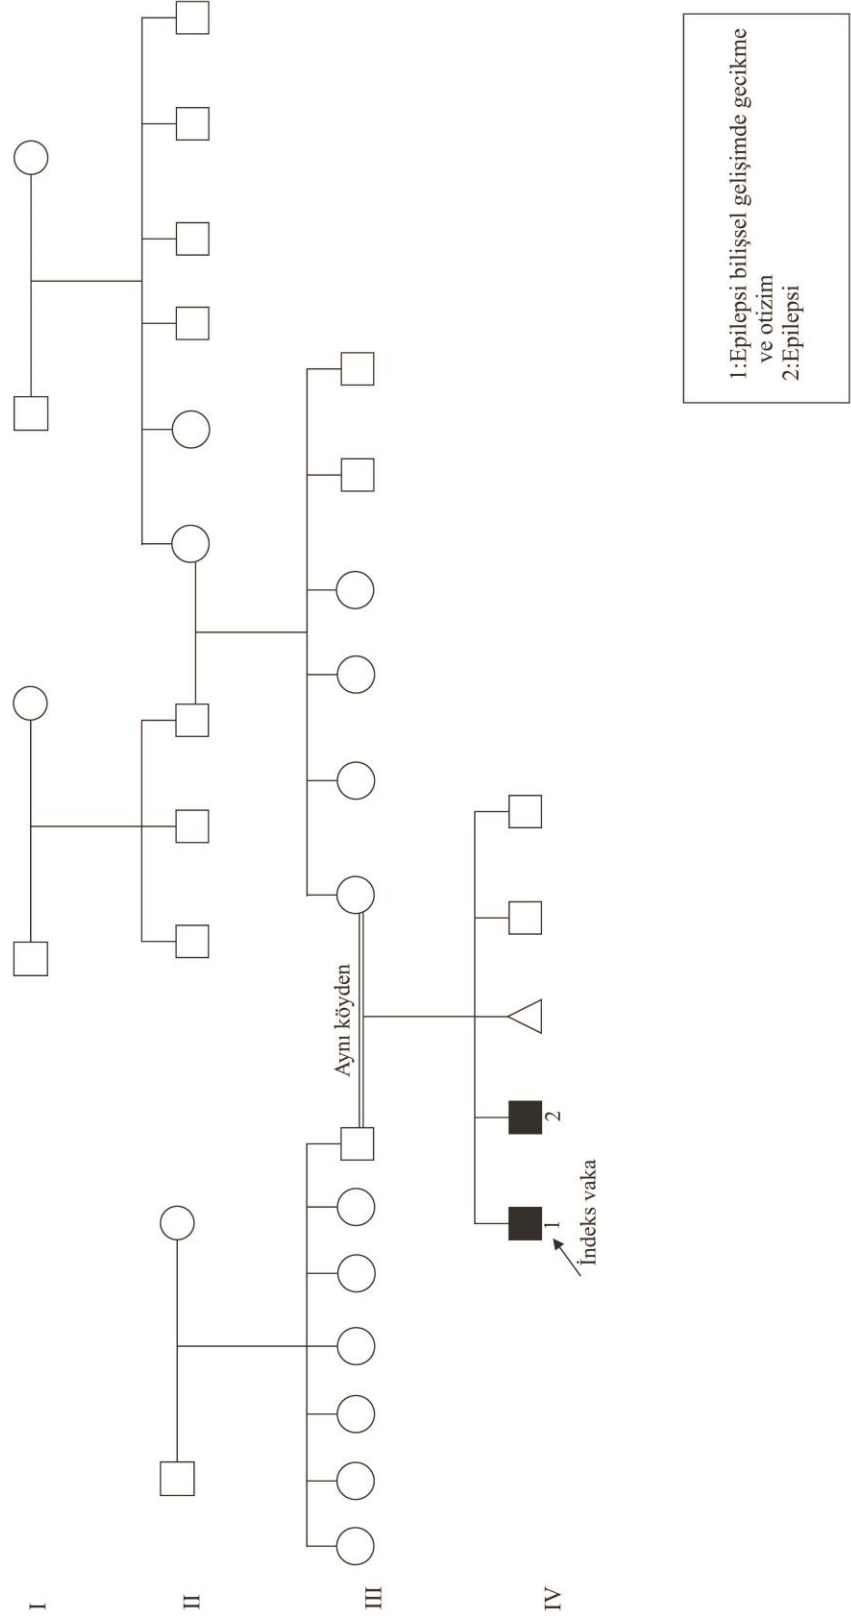 I
II
III
IV
Aynı köyden
1
2
İndeks vaka
1:Epilepsi bilişsel gelişimde gecikme
ve otizim
2:Epilepsi